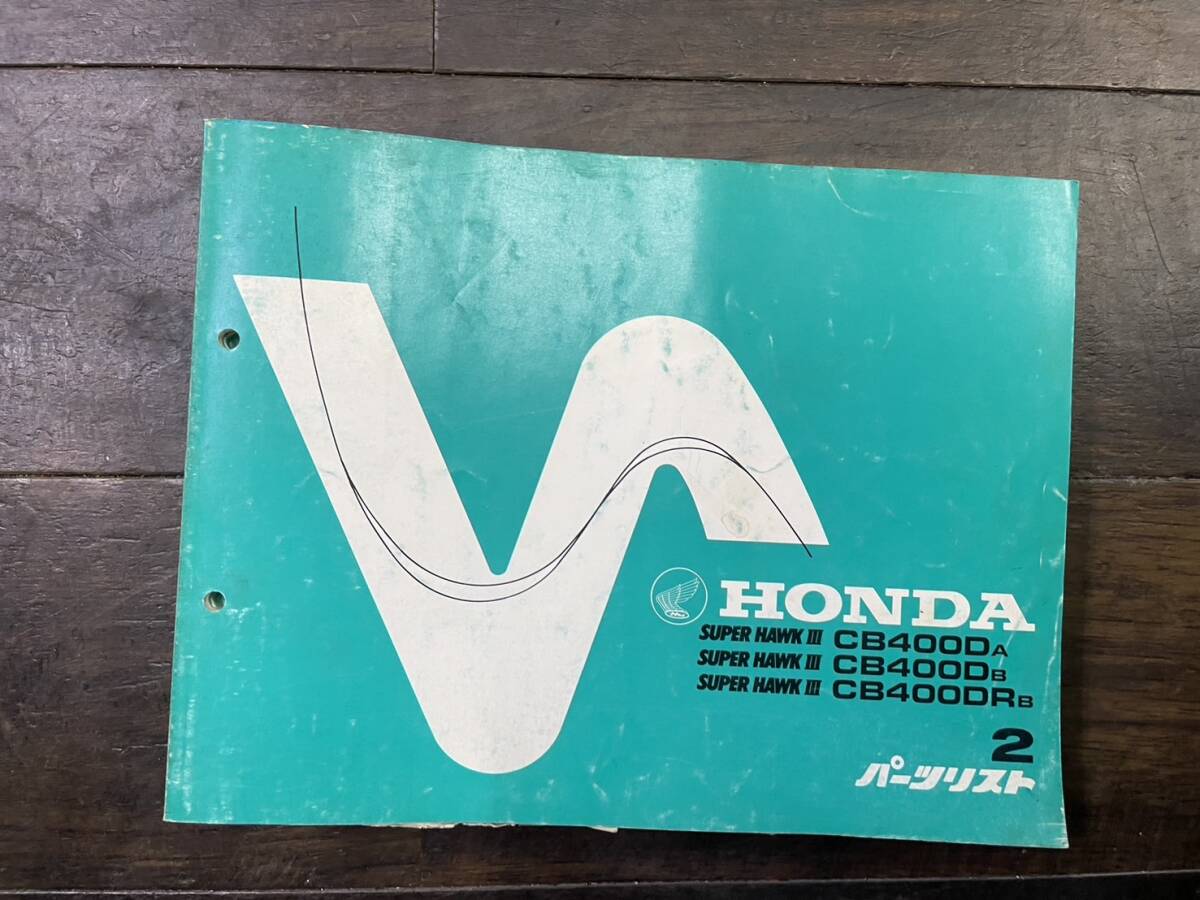 HONDA
SUPER HAWK III CB400DA
SUPER HAWK III CB400DB
SUPER HAWK III CB400DRB
2
パーツリスト